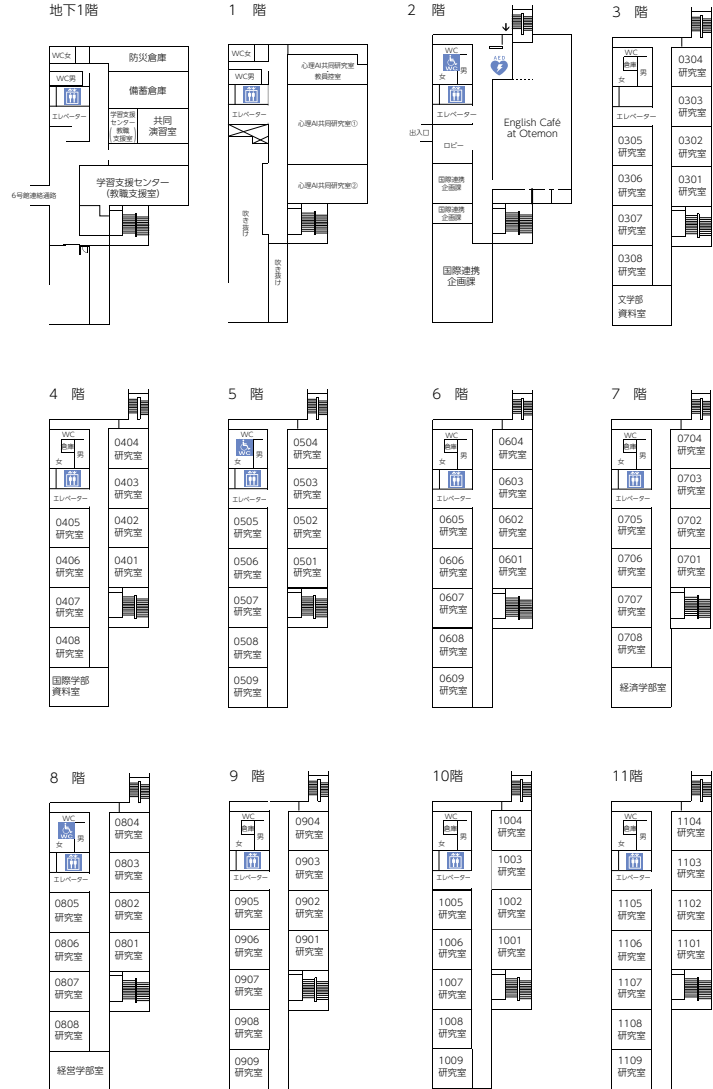 地下1階
WC女
防災倉庫
WC男
備蓄倉庫
エレベーター
学習支援
センター
(教職
支援室)
共同
演習室
学習支援センター
(教職支援室)
6号館連絡通路
1 階
WC女
心理AI共同研究室
教員控室
WC男
エレベーター
心理AI共同研究室①
心理AI共同研究室②
吹き抜け
吹き抜け
2 階
WC
女
男
AED
エレベーター
English Café
at Otemon
出入口
ロビー
国際連携
企画課
国際連携
企画課
国際連携
企画課
3 階
WC
倉庫
女
男
0304
研究室
0303
研究室
エレベーター
0305
研究室
0302
研究室
0306
研究室
0301
研究室
0307
研究室
0308
研究室
文学部
資料室
4 階
WC
倉庫
女
男
0404
研究室
0403
研究室
エレベーター
0405
研究室
0402
研究室
0406
研究室
0401
研究室
0407
研究室
0408
研究室
国際学部
資料室
5 階
WC
WC
女
男
0504
研究室
0503
研究室
エレベーター
0505
研究室
0502
研究室
0506
研究室
0501
研究室
0507
研究室
0508
研究室
0509
研究室
6 階
WC
倉庫
女
男
0604
研究室
0603
研究室
エレベーター
0605
研究室
0602
研究室
0606
研究室
0601
研究室
0607
研究室
0608
研究室
0609
研究室
7 階
WC
倉庫
女
男
0704
研究室
0703
研究室
エレベーター
0705
研究室
0702
研究室
0706
研究室
0701
研究室
0707
研究室
0708
研究室
経済学部室
8 階
WC
WC
女
男
0804
研究室
0803
研究室
エレベーター
0805
研究室
0802
研究室
0806
研究室
0801
研究室
0807
研究室
0808
研究室
経営学部室
9 階
WC
倉庫
女
男
0904
研究室
0903
研究室
エレベーター
0905
研究室
0902
研究室
0906
研究室
0901
研究室
0907
研究室
0908
研究室
0909
研究室
10階
WC
倉庫
女
男
1004
研究室
1003
研究室
エレベーター
1005
研究室
1002
研究室
1006
研究室
1001
研究室
1007
研究室
1008
研究室
1009
研究室
11階
WC
倉庫
女
男
1104
研究室
1103
研究室
エレベーター
1105
研究室
1102
研究室
1106
研究室
1101
研究室
1107
研究室
1108
研究室
1109
研究室